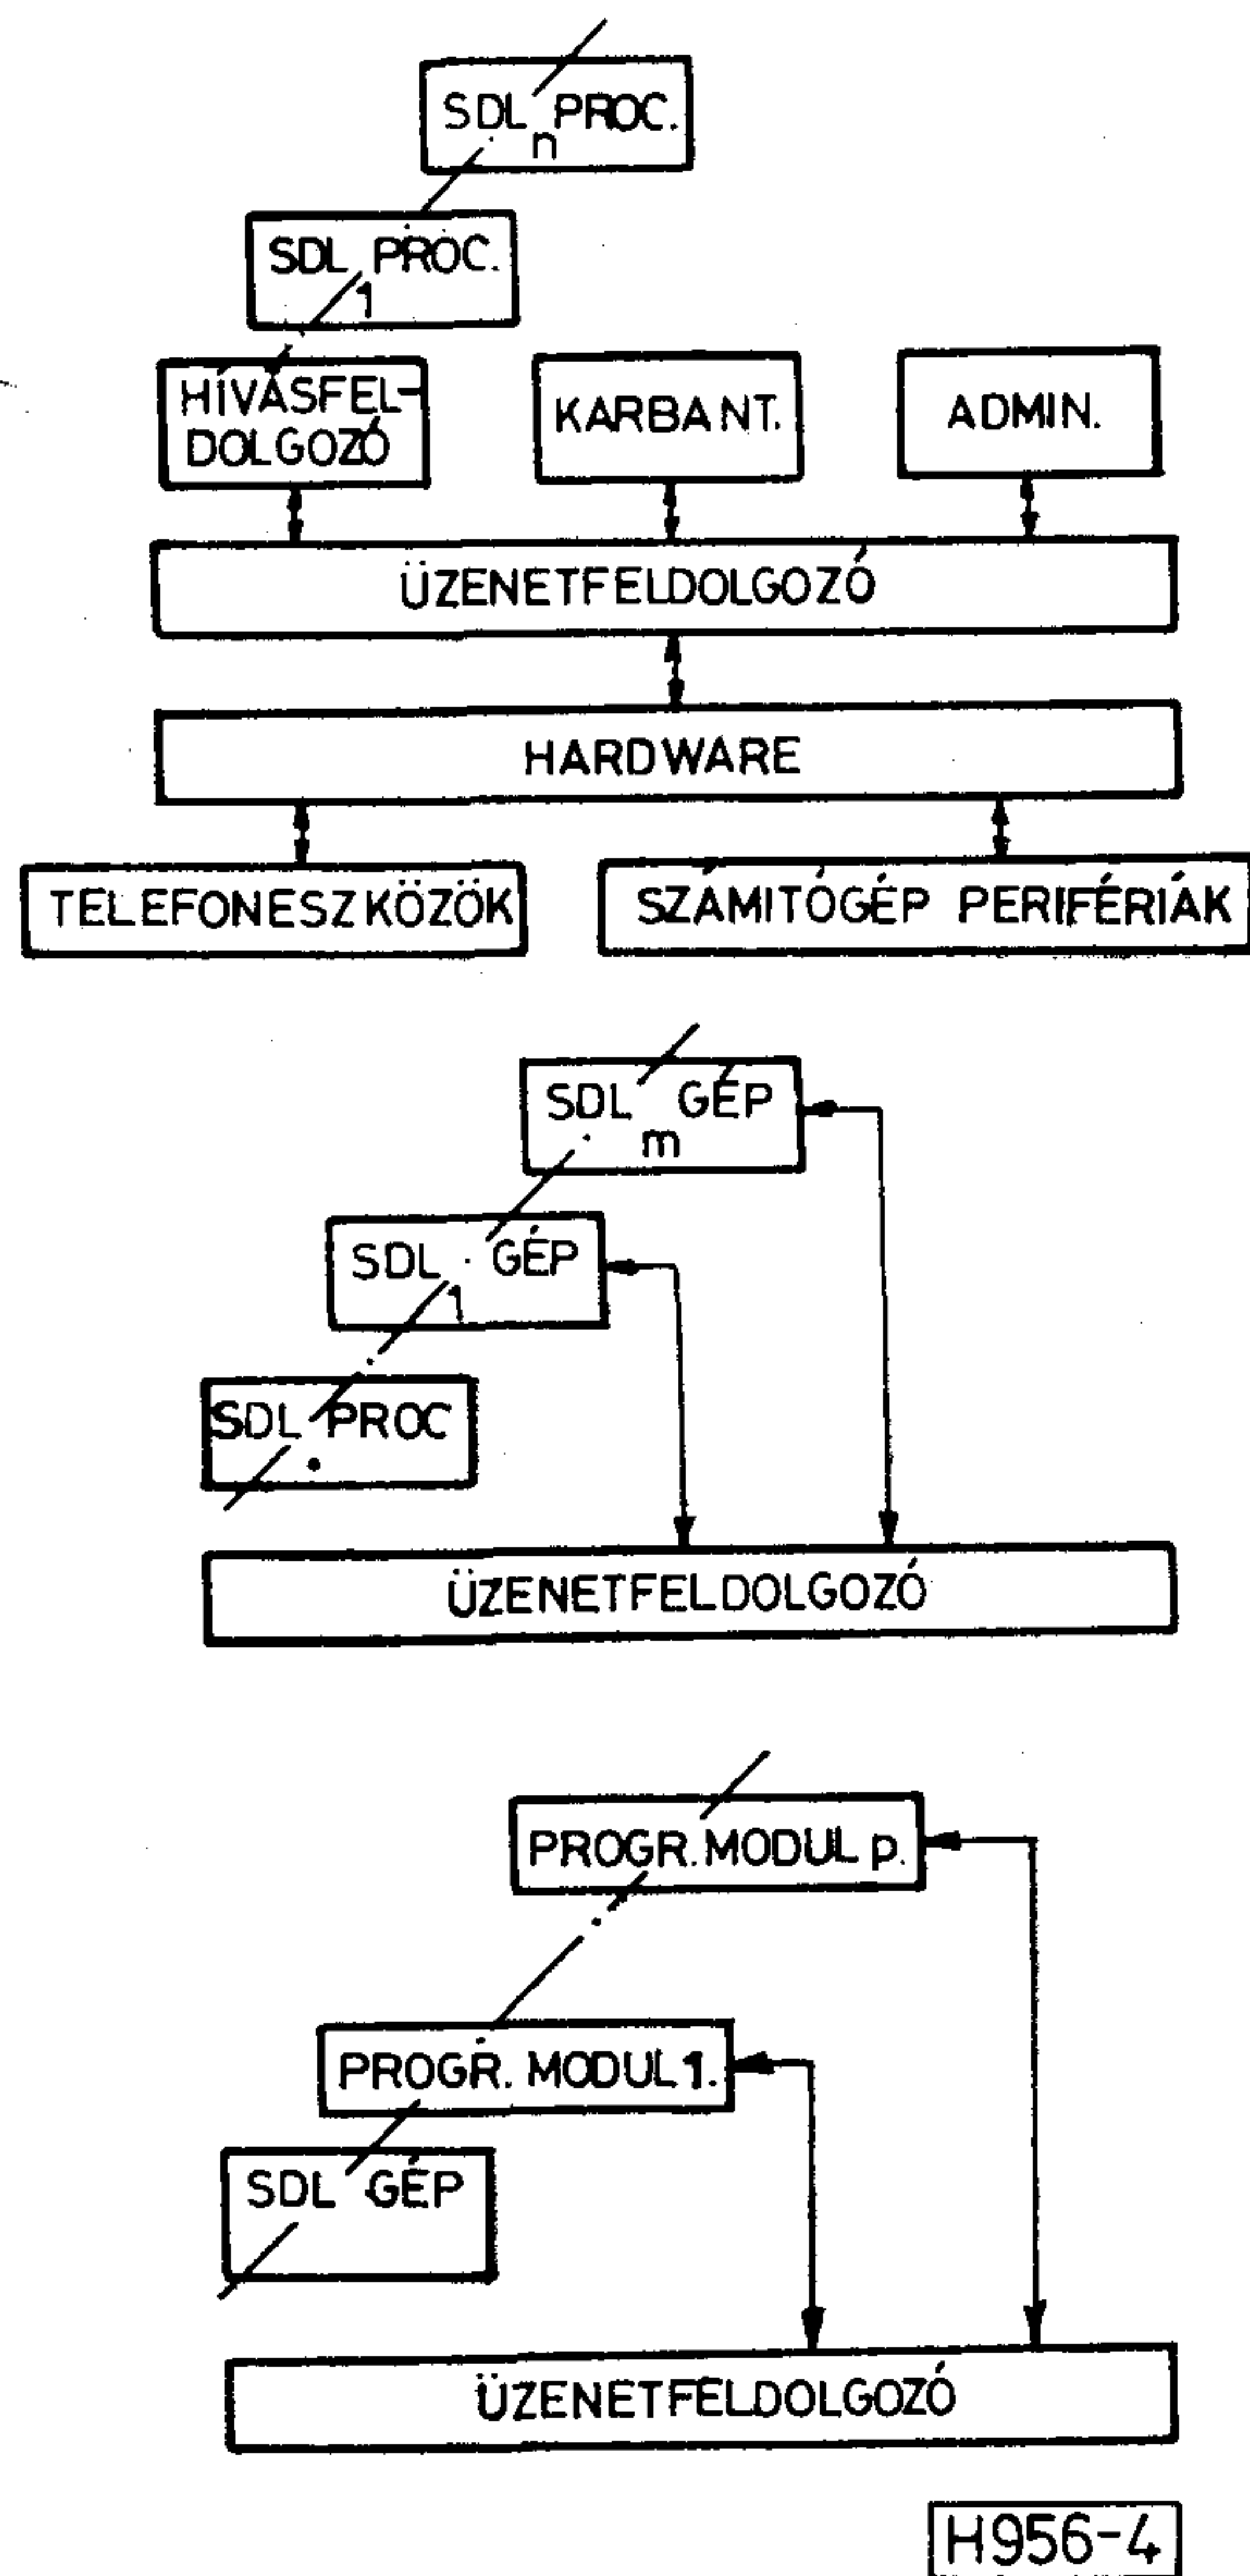 SDL PROC.
n
SDL PROC.
1
HÍVÁSFEL-
DOLGOZÓ
KARBANT.
ADMIN.
ÜZENETFELDOLGOZÓ
HARDWARE
TELEFONESZKÖZÖK
SZÁMITÓGÉP PERIFÉRIÁK
SDL GÉP
m
SDL GÉP
1
SDL PROC
.
ÜZENETFELDOLGOZÓ
PROGR. MODUL p.
PROGR. MODUL 1.
SDL GÉP
ÜZENETFELDOLGOZÓ
H956-4